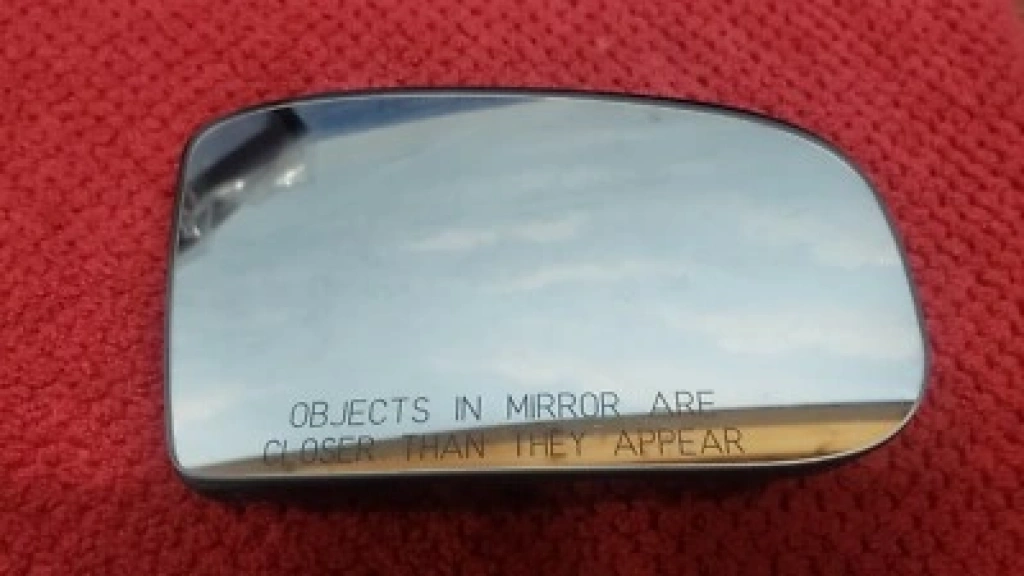 OBJECTS IN MIRROR ARE
CLOSER THAN THEY APPEAR